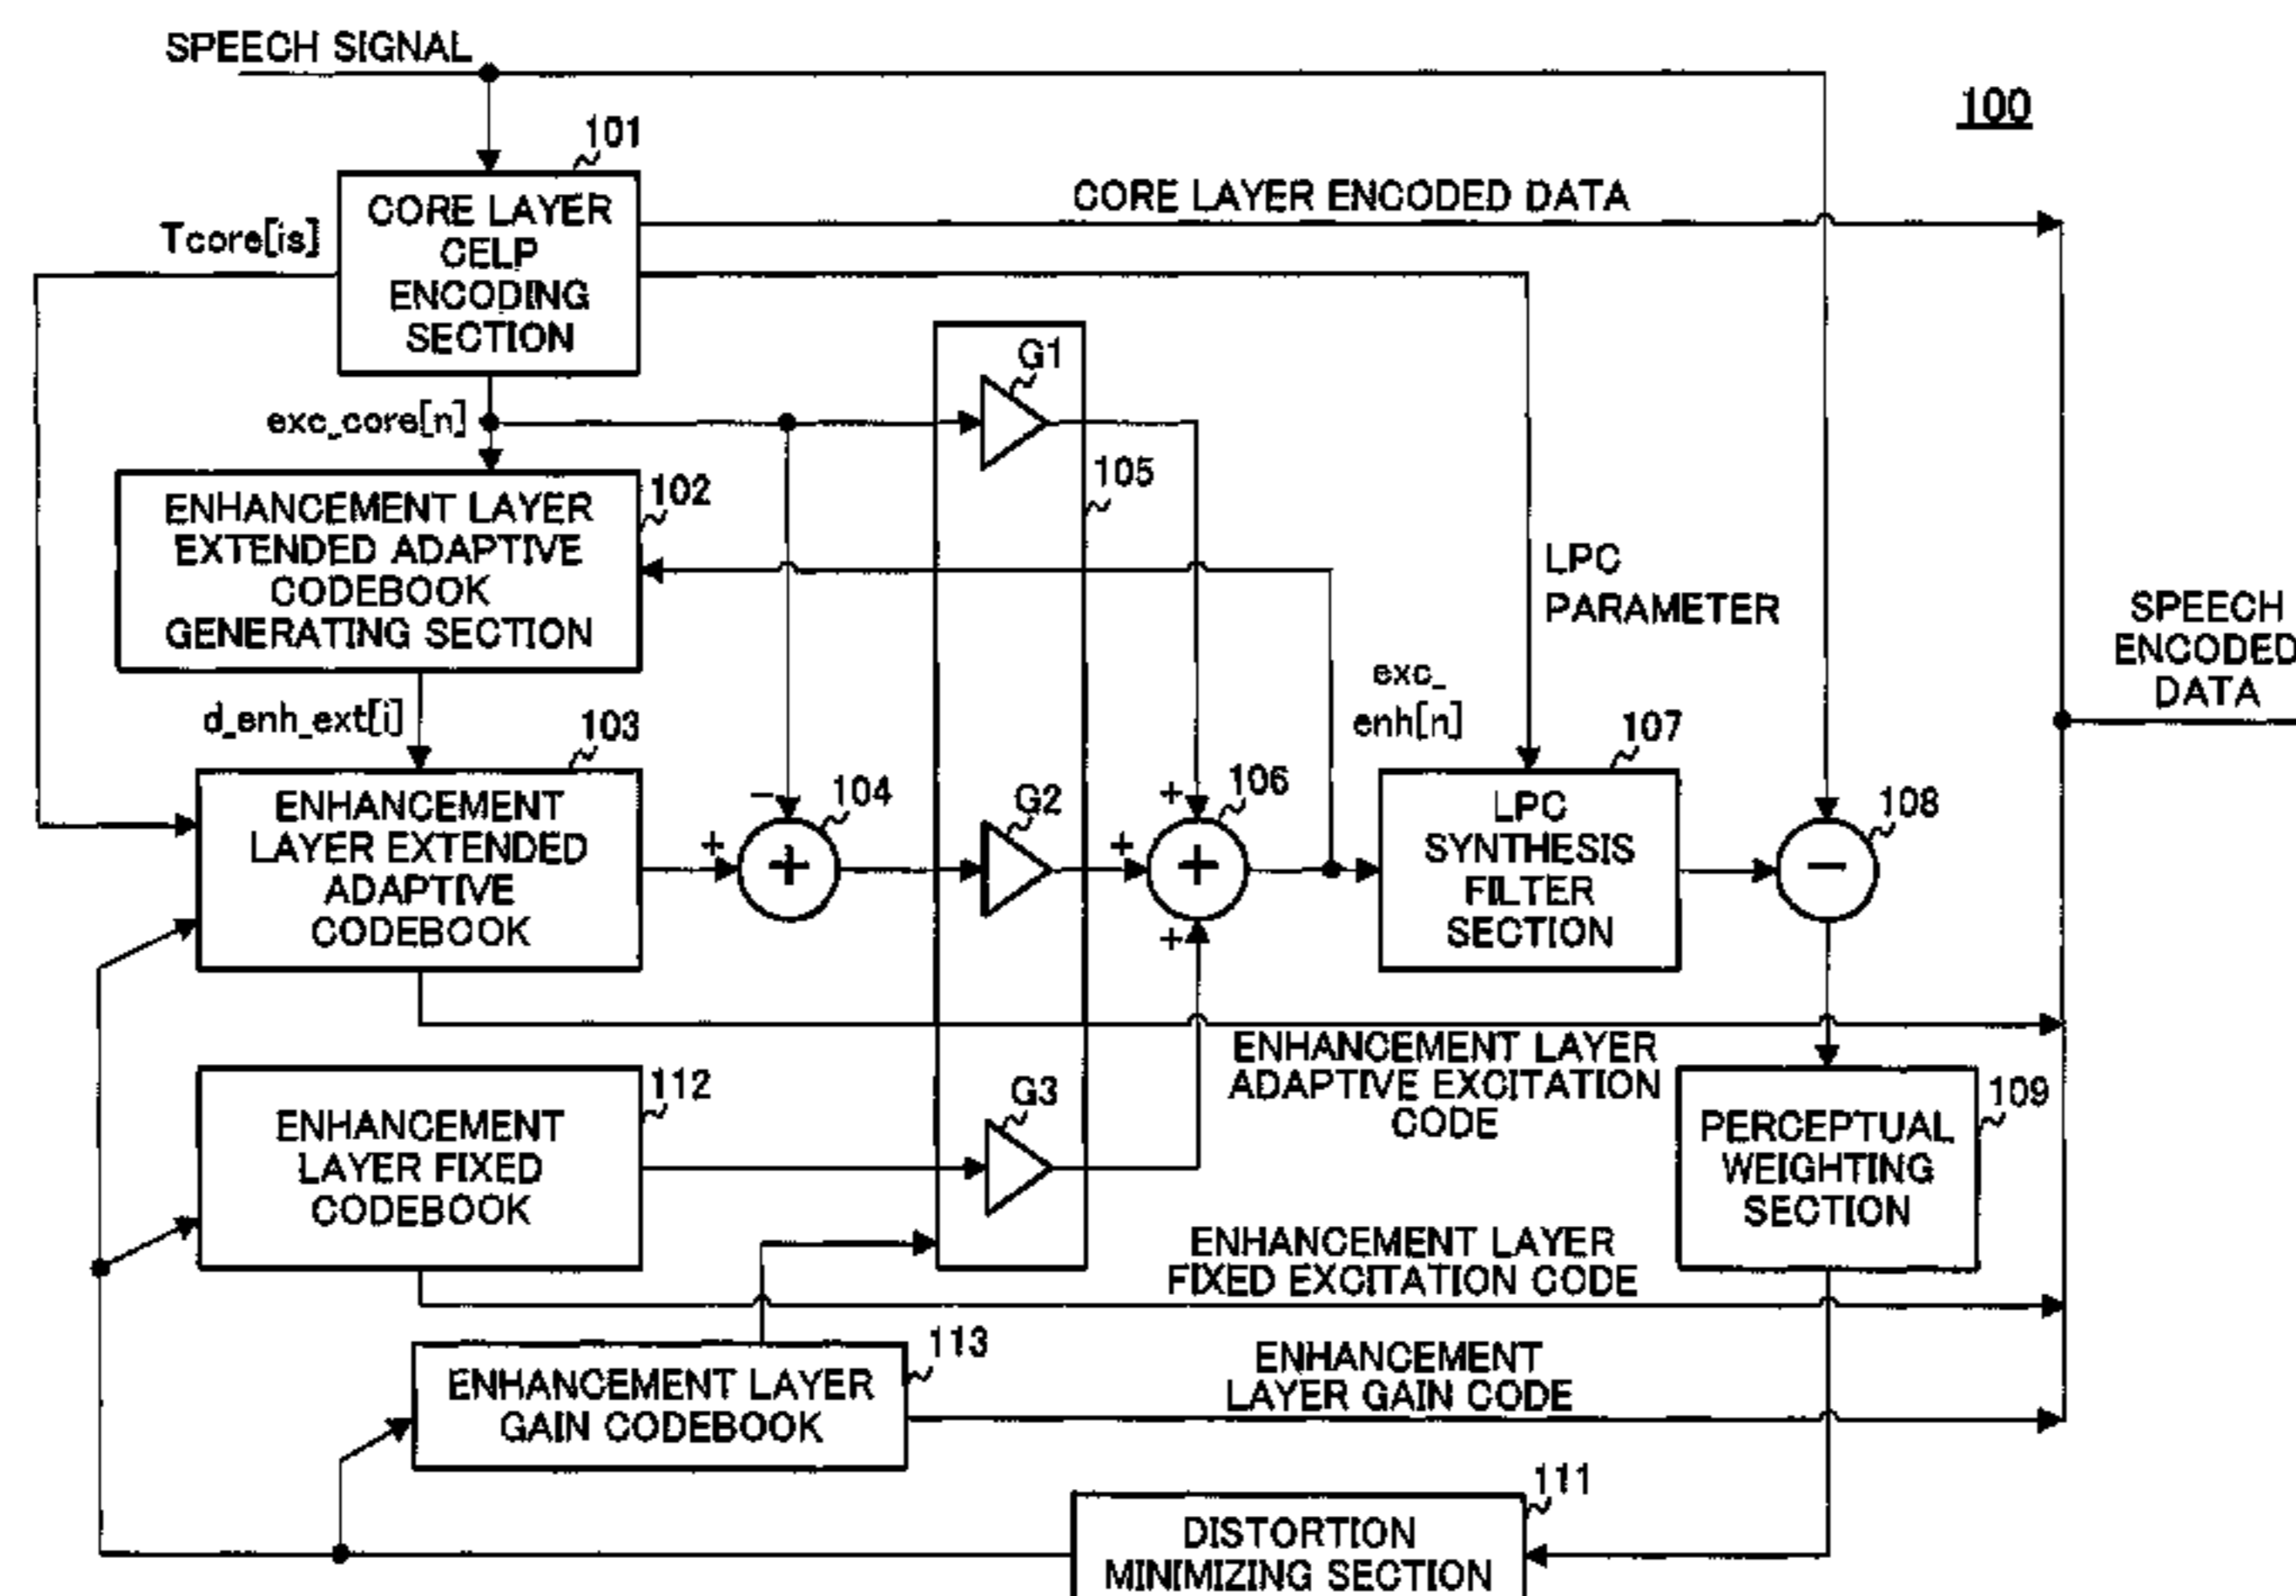 SPEECH SIGNAL
100
101
CORE LAYER
CELP
ENCODING
SECTION
CORE LAYER ENCODED DATA
Tcore[is]
G1
exc_core[n]
105
102
ENHANCEMENT LAYER
EXTENDED ADAPTIVE
CODEBOOK
GENERATING SECTION
LPC
PARAMETER
SPEECH
ENCODED
DATA
exc_
enh[n]
d_enh_ext[i]
103
ENHANCEMENT
LAYER EXTENDED
ADAPTIVE
CODEBOOK
-
+
104
+
G2
+
+
+
106
+
107
LPC
SYNTHESIS
FILTER
SECTION
108
-
ENHANCEMENT LAYER
ADAPTIVE EXCITATION
CODE
112
ENHANCEMENT
LAYER FIXED
CODEBOOK
G3
109
PERCEPTUAL
WEIGHTING
SECTION
ENHANCEMENT LAYER
FIXED EXCITATION CODE
113
ENHANCEMENT LAYER
GAIN CODEBOOK
ENHANCEMENT
LAYER GAIN CODE
111
DISTORTION
MINIMIZING SECTION